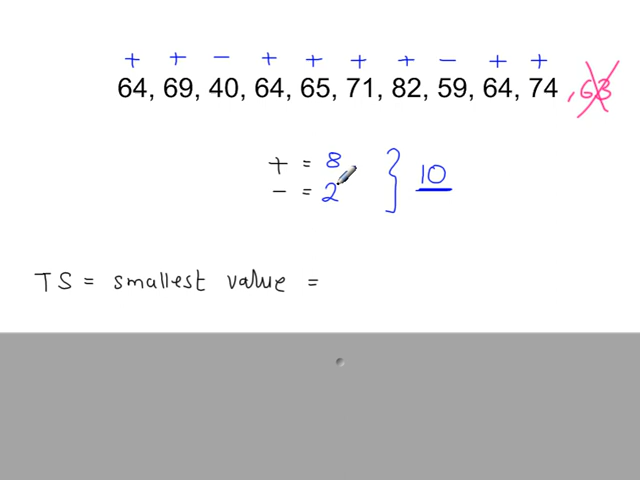 + + - + + + + - + +
64, 69, 40, 64, 65, 71, 82, 59, 64, 74, 63
+ = 8
- = 2
} 10
TS = smallest value =